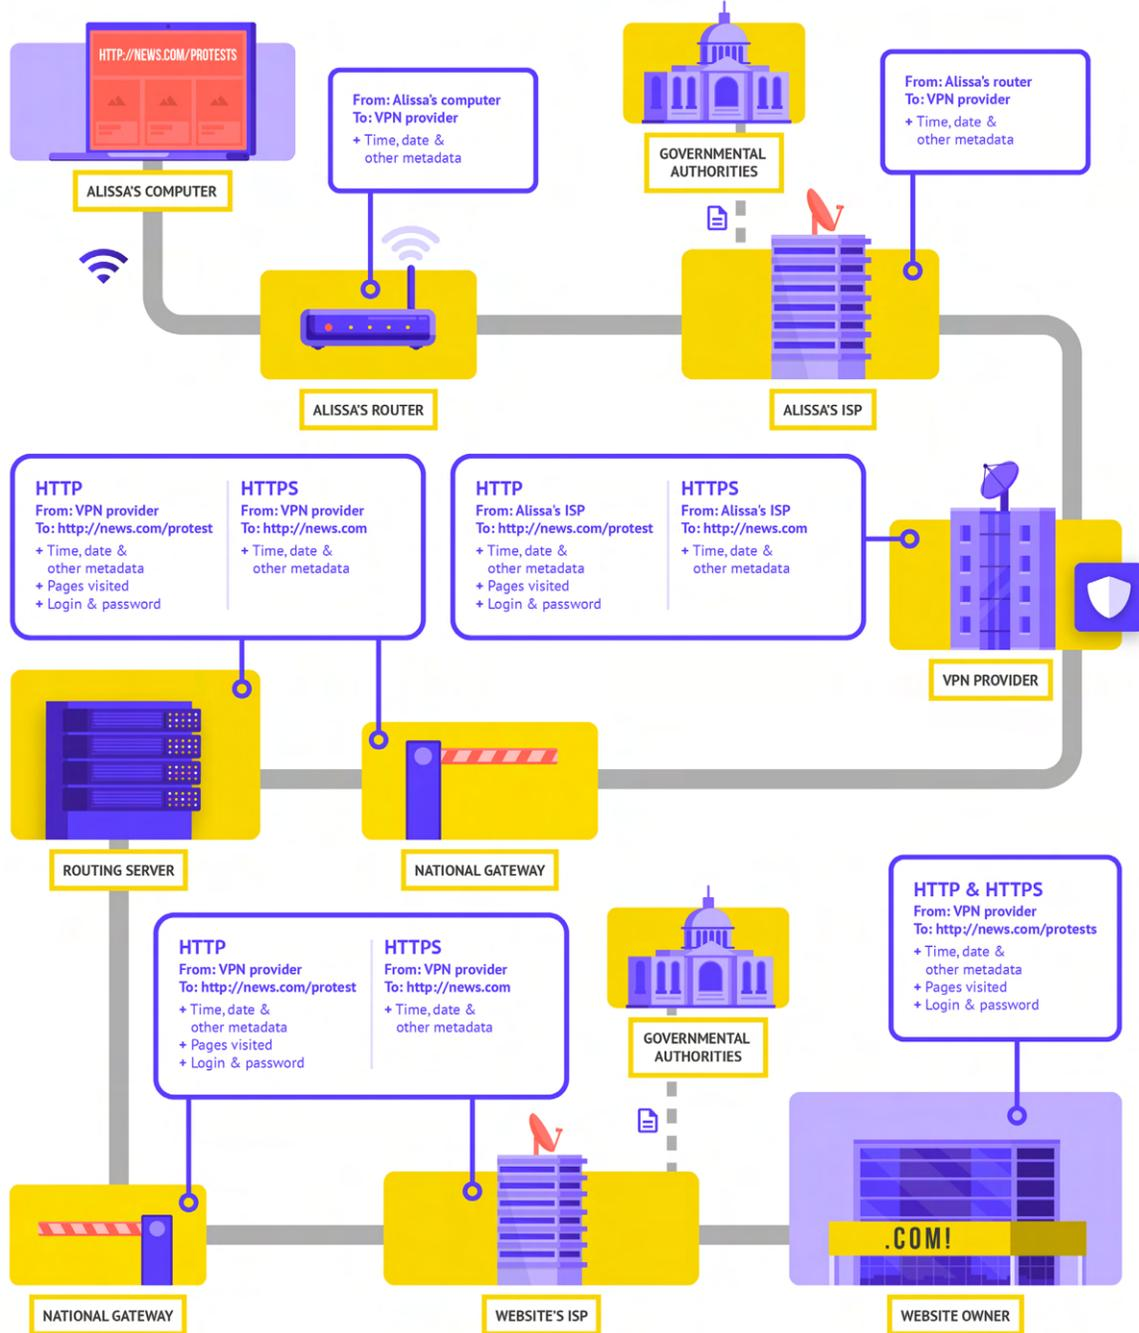 HTTP://NEWS.COM/PROTESTS
ALISSA'S COMPUTER
From: Alissa's computer
To: VPN provider
+ Time, date &
other metadata
GOVERNMENTAL
AUTHORITIES
From: Alissa's router
To: VPN provider
+ Time, date &
other metadata
ALISSA'S ROUTER
ALISSA'S ISP
HTTP
From: VPN provider
To: http://news.com/protest
+ Time, date &
other metadata
+ Pages visited
+ Login & password
HTTPS
From: VPN provider
To: http://news.com
+ Time, date &
other metadata
HTTP
From: Alissa's ISP
To: http://news.com/protest
+ Time, date &
other metadata
+ Pages visited
+ Login & password
HTTPS
From: Alissa's ISP
To: http://news.com
+ Time, date &
other metadata
VPN PROVIDER
ROUTING SERVER
NATIONAL GATEWAY
HTTP
From: VPN provider
To: http://news.com/protest
+ Time, date &
other metadata
+ Pages visited
+ Login & password
HTTPS
From: VPN provider
To: http://news.com
+ Time, date &
other metadata
GOVERNMENTAL
AUTHORITIES
HTTP & HTTPS
From: VPN provider
To: http://news.com/protests
+ Time, date &
other metadata
+ Pages visited
+ Login & password
.COM!
NATIONAL GATEWAY
WEBSITE'S ISP
WEBSITE OWNER